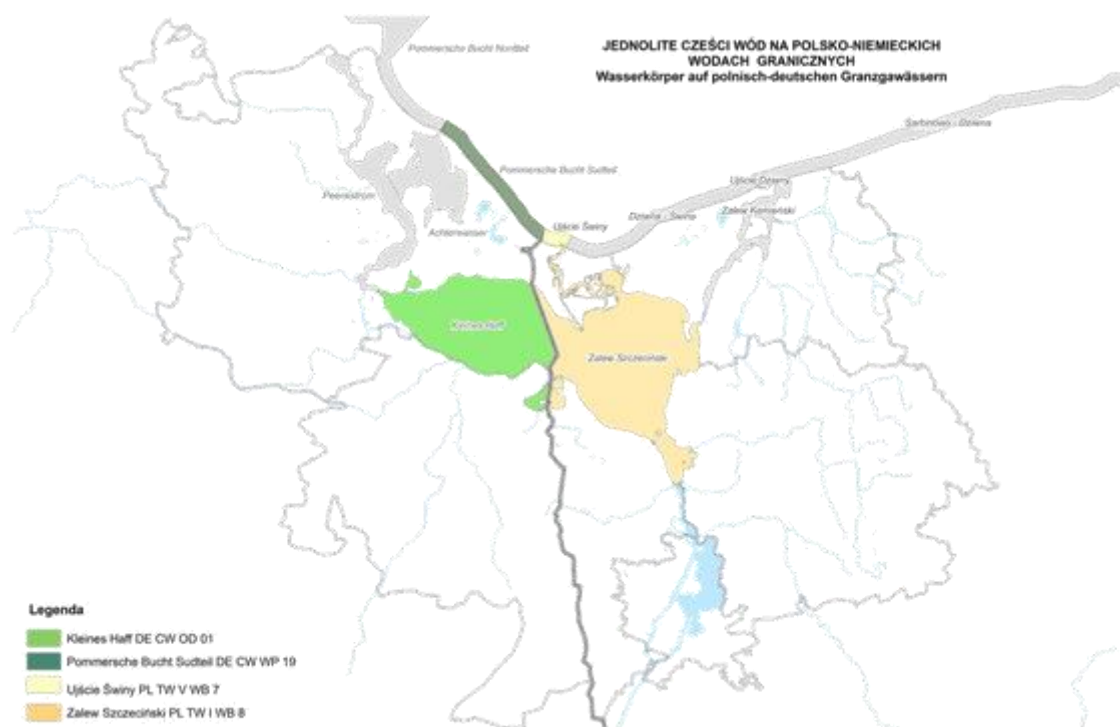 JEDNOLITE CZEŚCI WÓD NA POLSKO-NIEMIECKICH
WODACH GRANICZNYCH
Wasserkörper auf polnisch-deutschen Granzgawässern
Pommersche Bucht Nordteil
Sarbinowo - Dziwna
Pommersche Bucht Sudteil
Ujście Dziwny
Peenestrom
Zalew Kamieński
Dziwna - Świna
Achterwasser
Ujście Świny
Kleines Haff
Zalew Szczeciński
Legenda
Kleines Haff DE CW OD 01
Pommersche Bucht Sudteil DE CW WP 19
Ujście Świny PL TW V WB 7
Zalew Szczeciński PL TW I WB 8